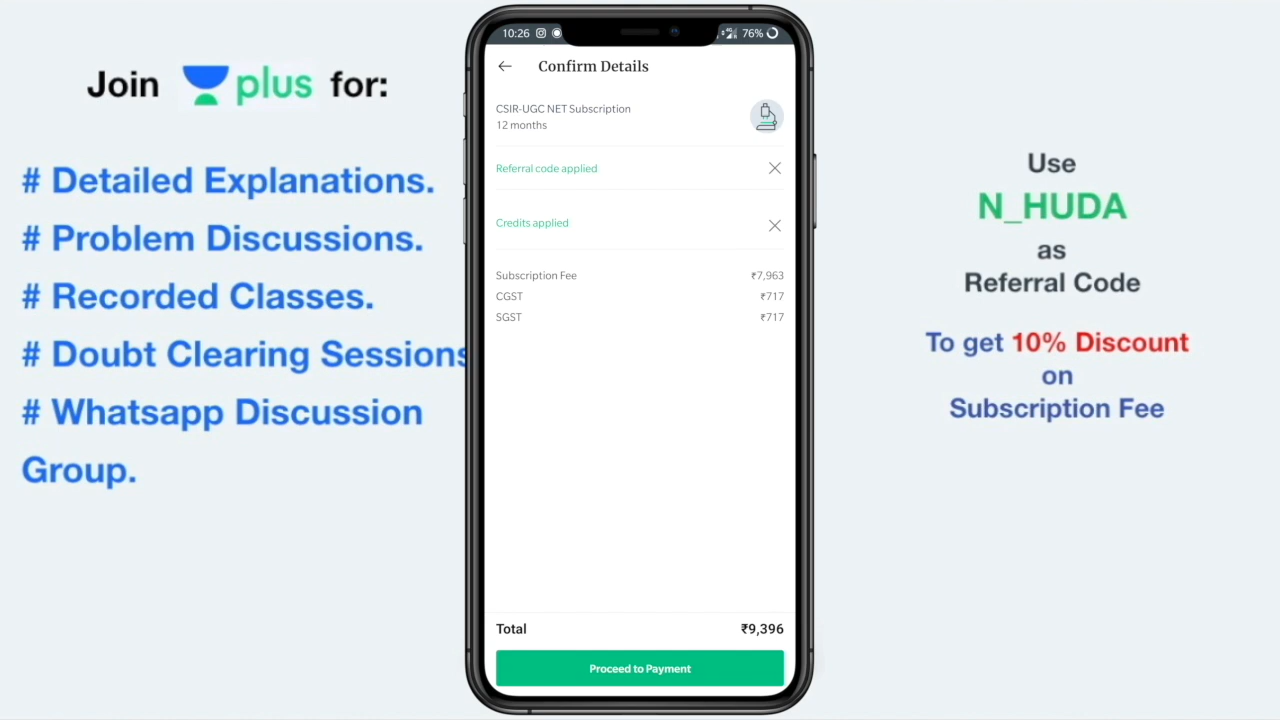 Join plus for:
# Detailed Explanations.
# Problem Discussions.
# Recorded Classes.
# Doubt Clearing Sessions
# Whatsapp Discussion
Group.
10:26 76%
Confirm Details
CSIR-UGC NET Subscription
12 months
Referral code applied
Credits applied
Subscription Fee ₹7,963
CGST ₹717
SGST ₹717
Total ₹9,396
Proceed to Payment
Use
N_HUDA
as
Referral Code
To get 10% Discount
on
Subscription Fee